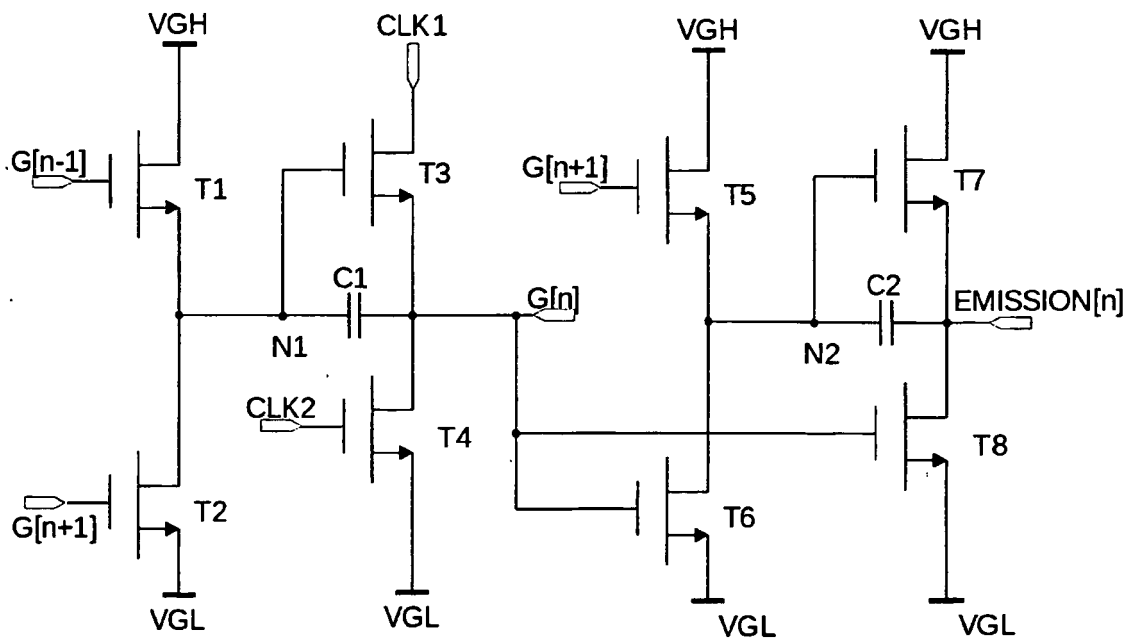 VGH
CLK1
VGH
VGH
G[n-1]
T1
T3
G[n+1]
T5
T7
C1
G[n]
C2
EMISSION[n]
N1
N2
CLK2
T4
T8
G[n+1]
T2
T6
VGL
VGL
VGL
VGL